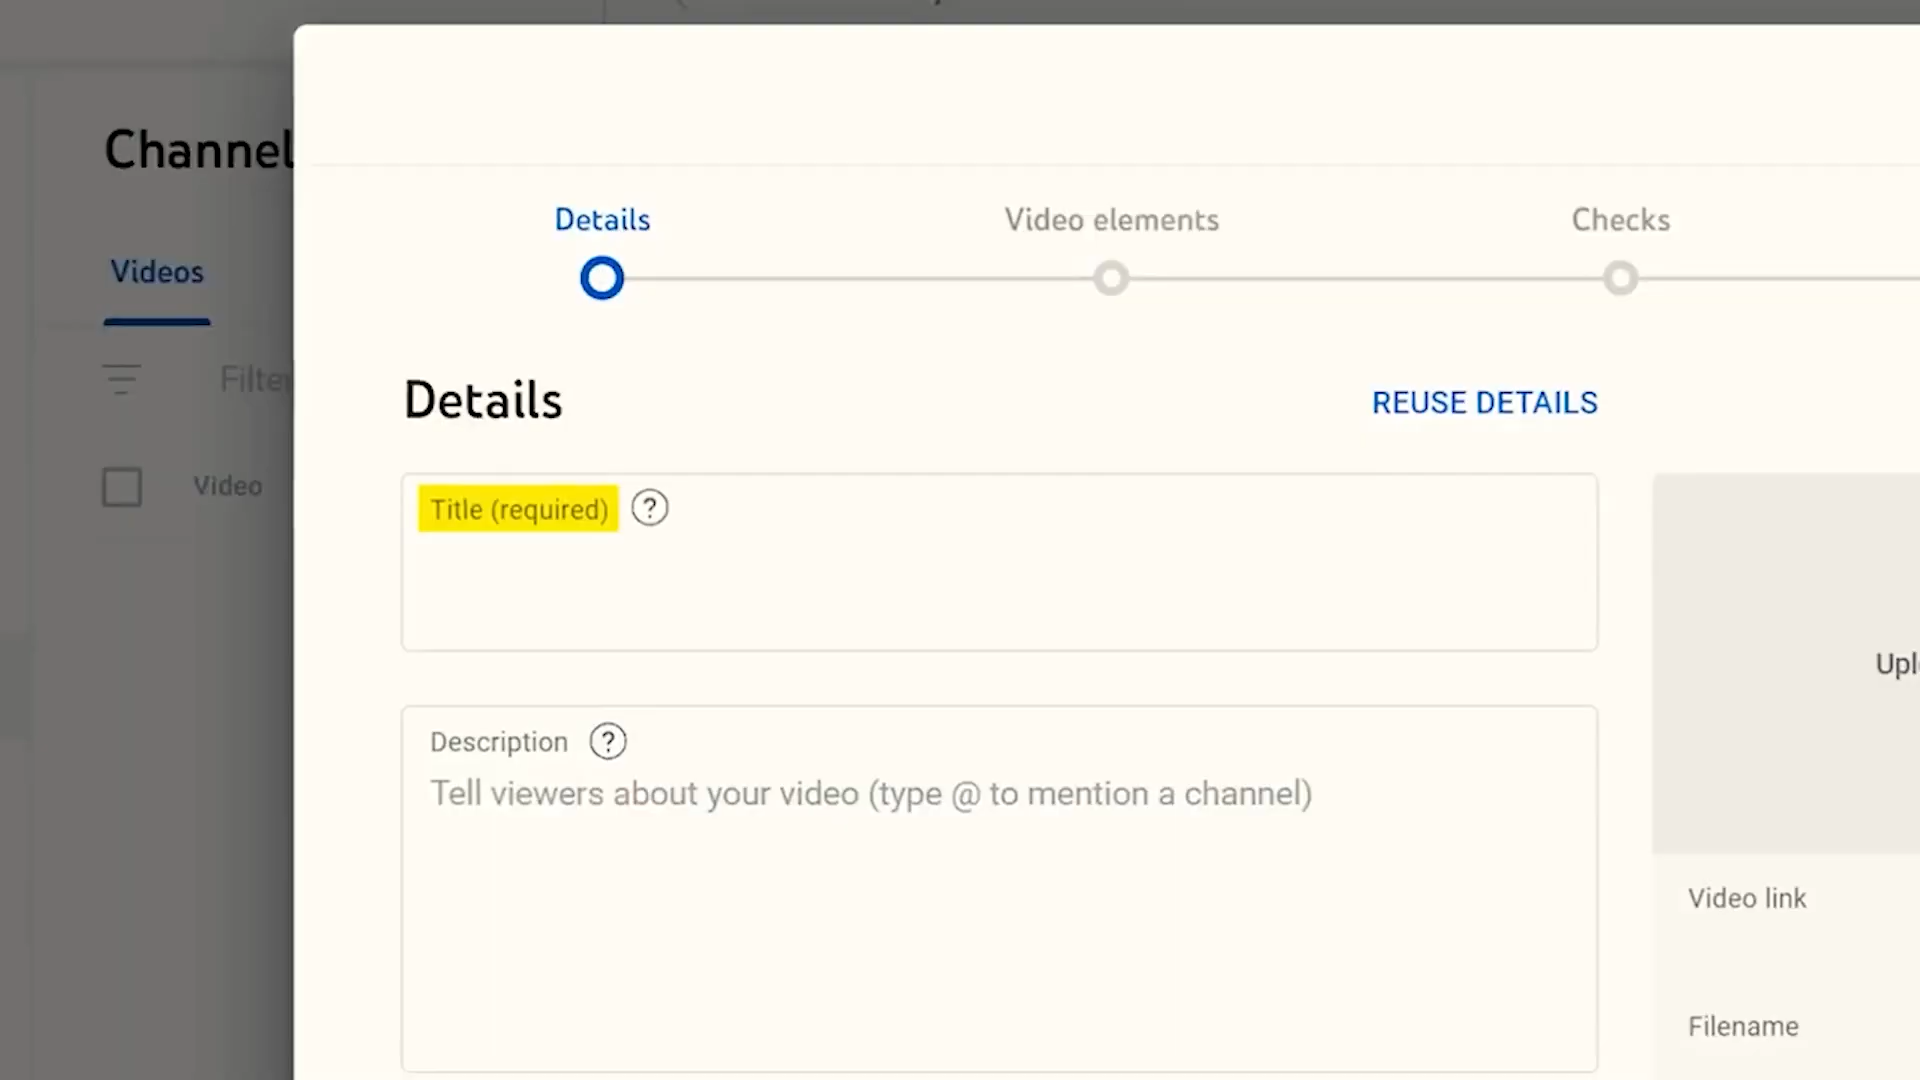 Channel
Details
Video elements
Checks
Videos
Details
REUSE DETAILS
Filter
Video
Title (required) ?
Description ?
Tell viewers about your video (type @ to mention a channel)
Video link
Filename